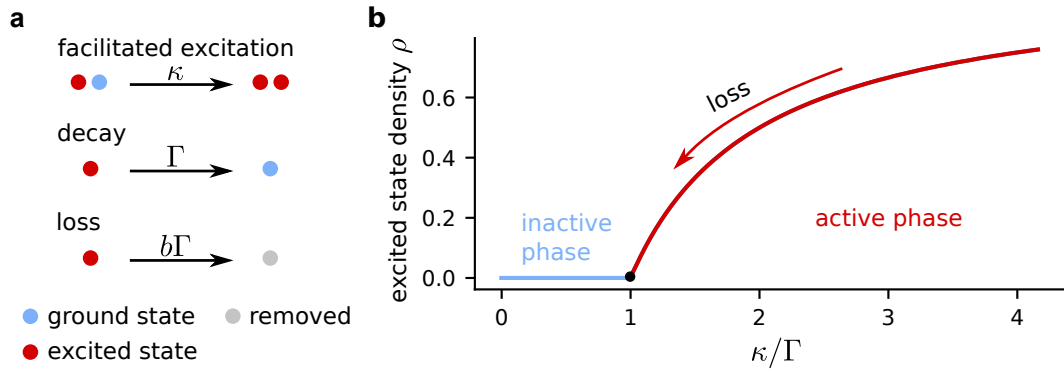 a
facilitated excitation
κ
decay
Γ
loss
bΓ
ground state
removed
excited state
b
excited state density ρ
0.6
0.4
0.2
0.0
loss
inactive
phase
active phase
0
1
2
3
4
κ/Γ